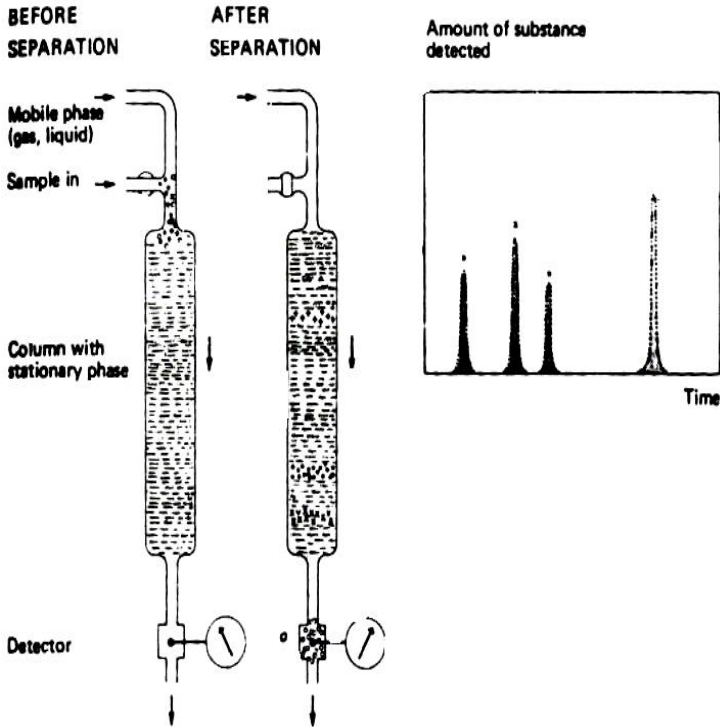 BEFORE
SEPARATION
AFTER
SEPARATION
Mobile phase
(gas, liquid)
Sample in
Column with
stationary phase
Detector
Amount of substance
detected
Time